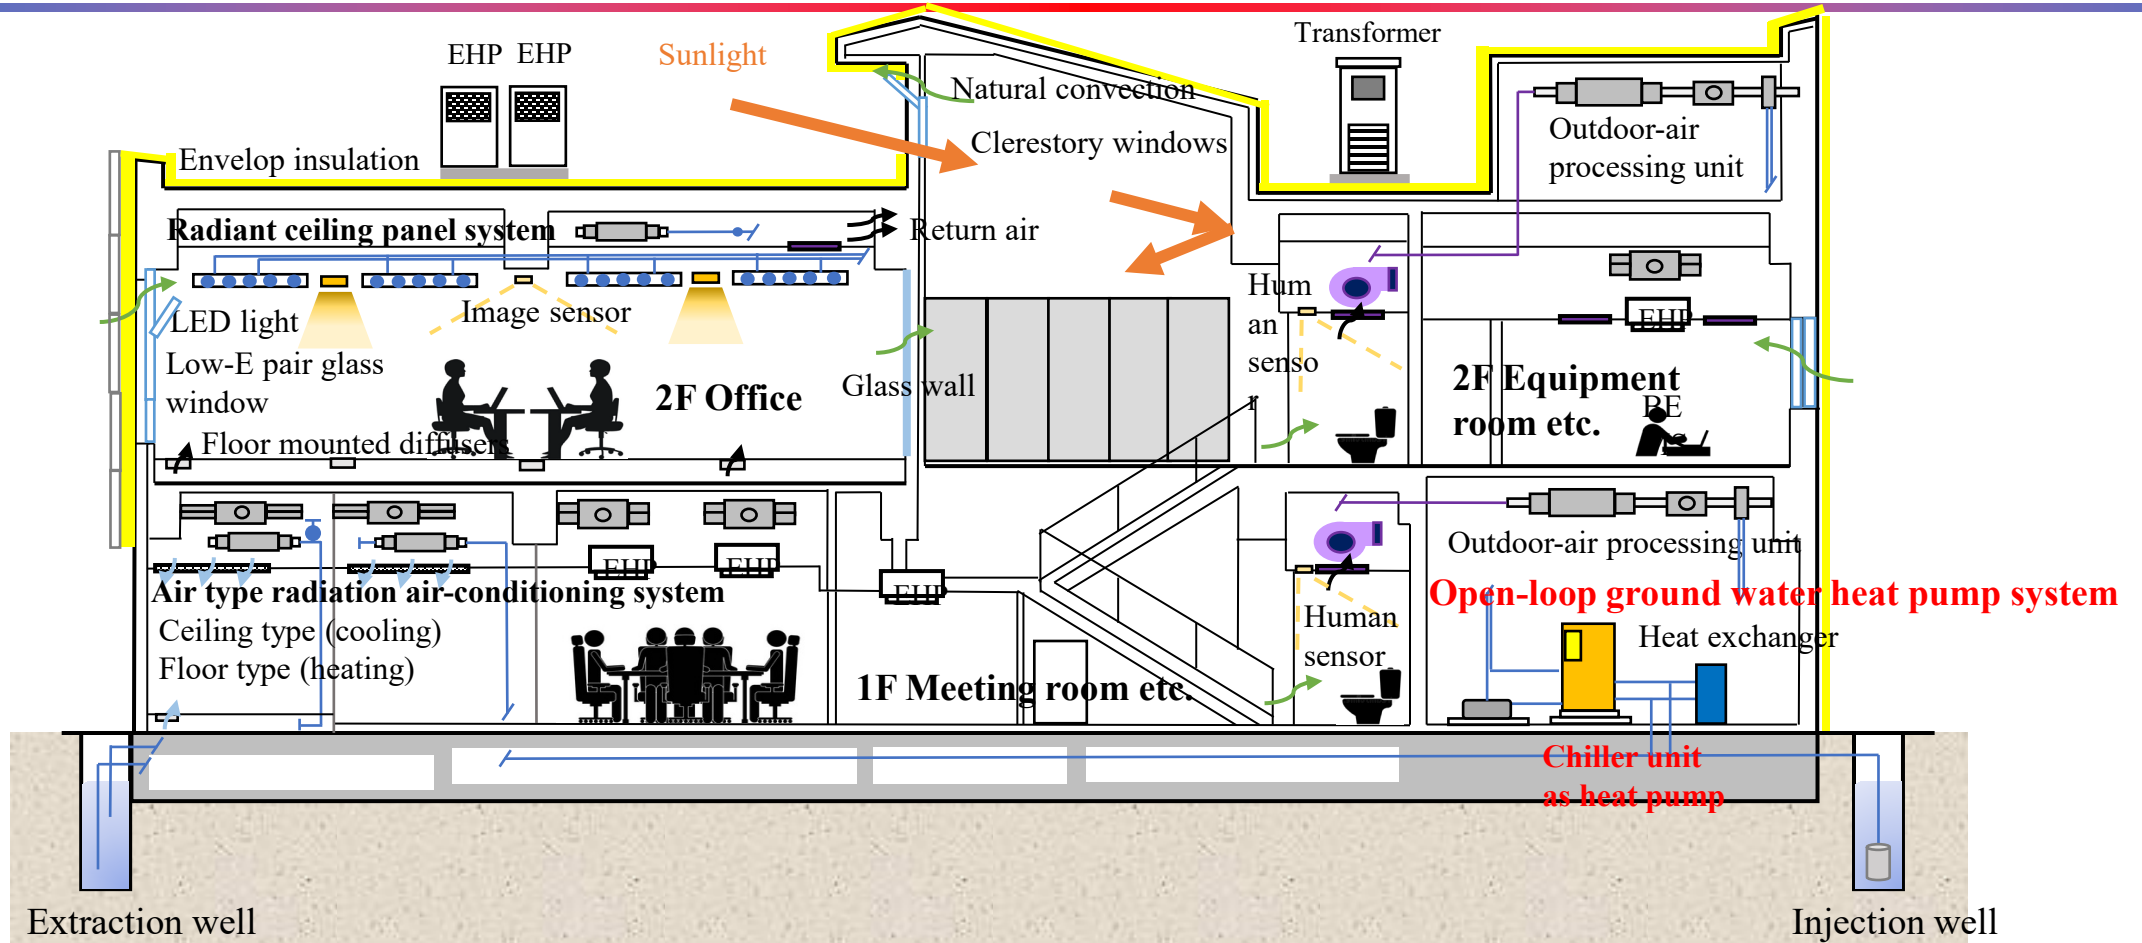 EHP EHP
Sunlight
Transformer
Natural convection
Clerestory windows
Outdoor-air
processing unit
Envelop insulation
Radiant ceiling panel system
Return air
LED light
Image sensor
Low-E pair glass
window
Hum
an
senso
r
EHP
2F Office
Glass wall
2F Equipment
room etc.
BE
Floor mounted diffusers
EHP
EHP
EHP
Outdoor-air processing unit
Air type radiation air-conditioning system
Ceiling type (cooling)
Floor type (heating)
Open-loop ground water heat pump system
Human
sensor
Heat exchanger
1F Meeting room etc.
Chiller unit
as heat pump
Extraction well
Injection well